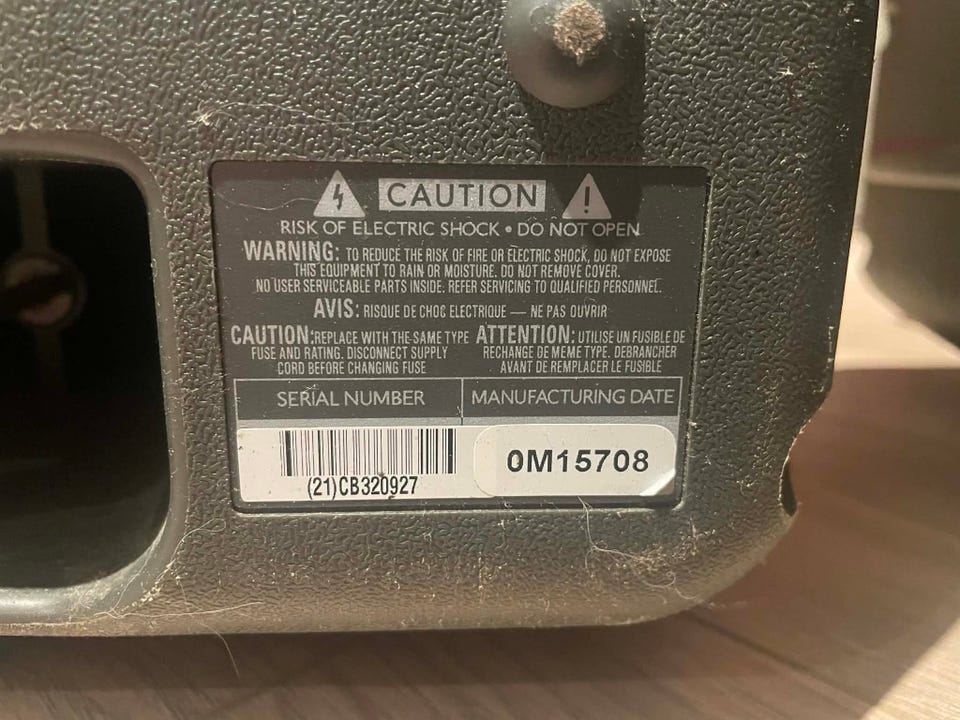 CAUTION
RISK OF ELECTRIC SHOCK • DO NOT OPEN
WARNING: TO REDUCE THE RISK OF FIRE OR ELECTRIC SHOCK, DO NOT EXPOSE
THIS EQUIPMENT TO RAIN OR MOISTURE. DO NOT REMOVE COVER.
NO USER SERVICEABLE PARTS INSIDE. REFER SERVICING TO QUALIFIED PERSONNEL.
AVIS: RISQUE DE CHOC ELECTRIQUE — NE PAS OUVRIR
CAUTION: REPLACE WITH THE SAME TYPE
FUSE AND RATING. DISCONNECT SUPPLY
CORD BEFORE CHANGING FUSE
ATTENTION: UTILISE UN FUSIBLE DE
RECHANGE DE MEME TYPE. DEBRANCHER
AVANT DE REMPLACER LE FUSIBLE
SERIAL NUMBER
(21)CB320927
MANUFACTURING DATE
0M15708